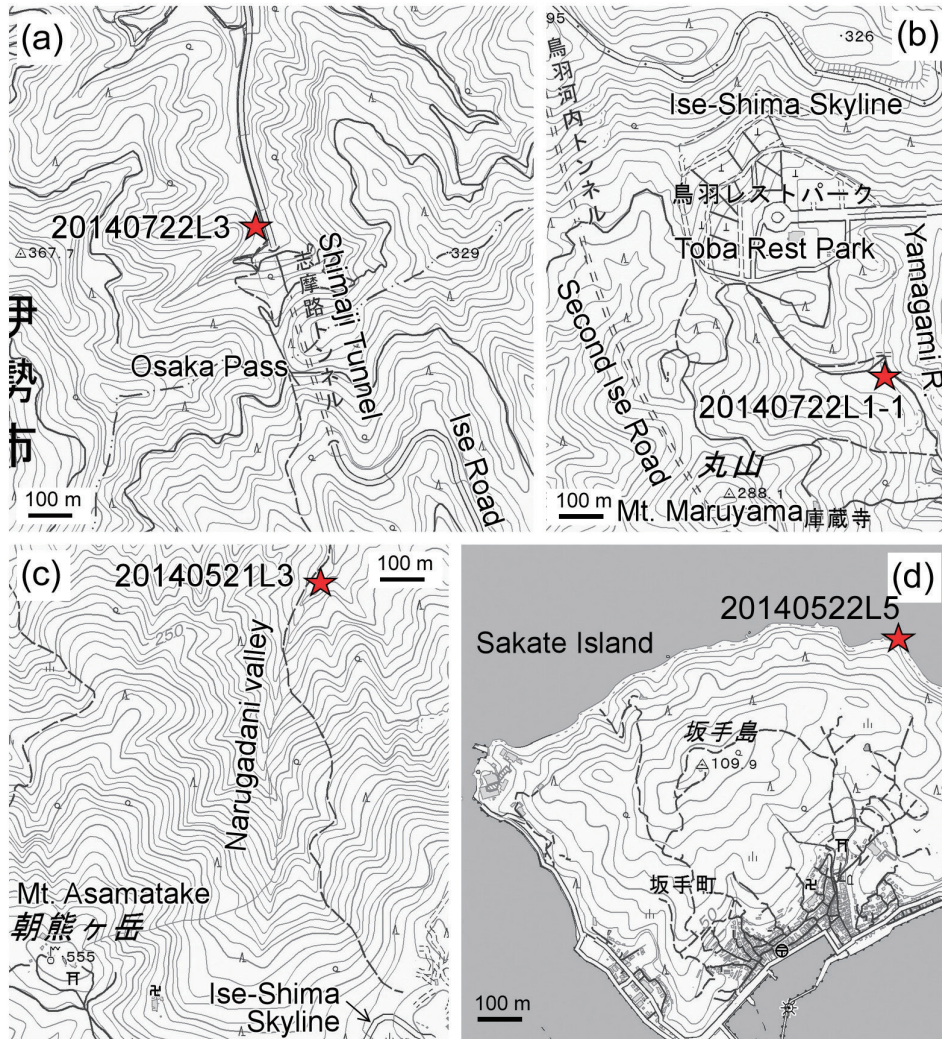 (a)
20140722L3
367.7
329
Shimaji Tunnel
志摩路トンネル
Osaka Pass
伊勢市
Ise Road
100 m
(b)
95
326
鳥羽河内トンネル
Ise-Shima Skyline
鳥羽レストパーク
Toba Rest Park
Yamagami R.
Second Ise Road
20140722L1-1
丸山
288.1
Mt. Maruyama
庫蔵寺
100 m
(c)
20140521L3
100 m
250
Narugadani valley
Mt. Asamatake
朝熊ヶ岳
555
Ise-Shima
Skyline
(d)
20140522L5
Sakate Island
坂手島
109.9
坂手町
100 m